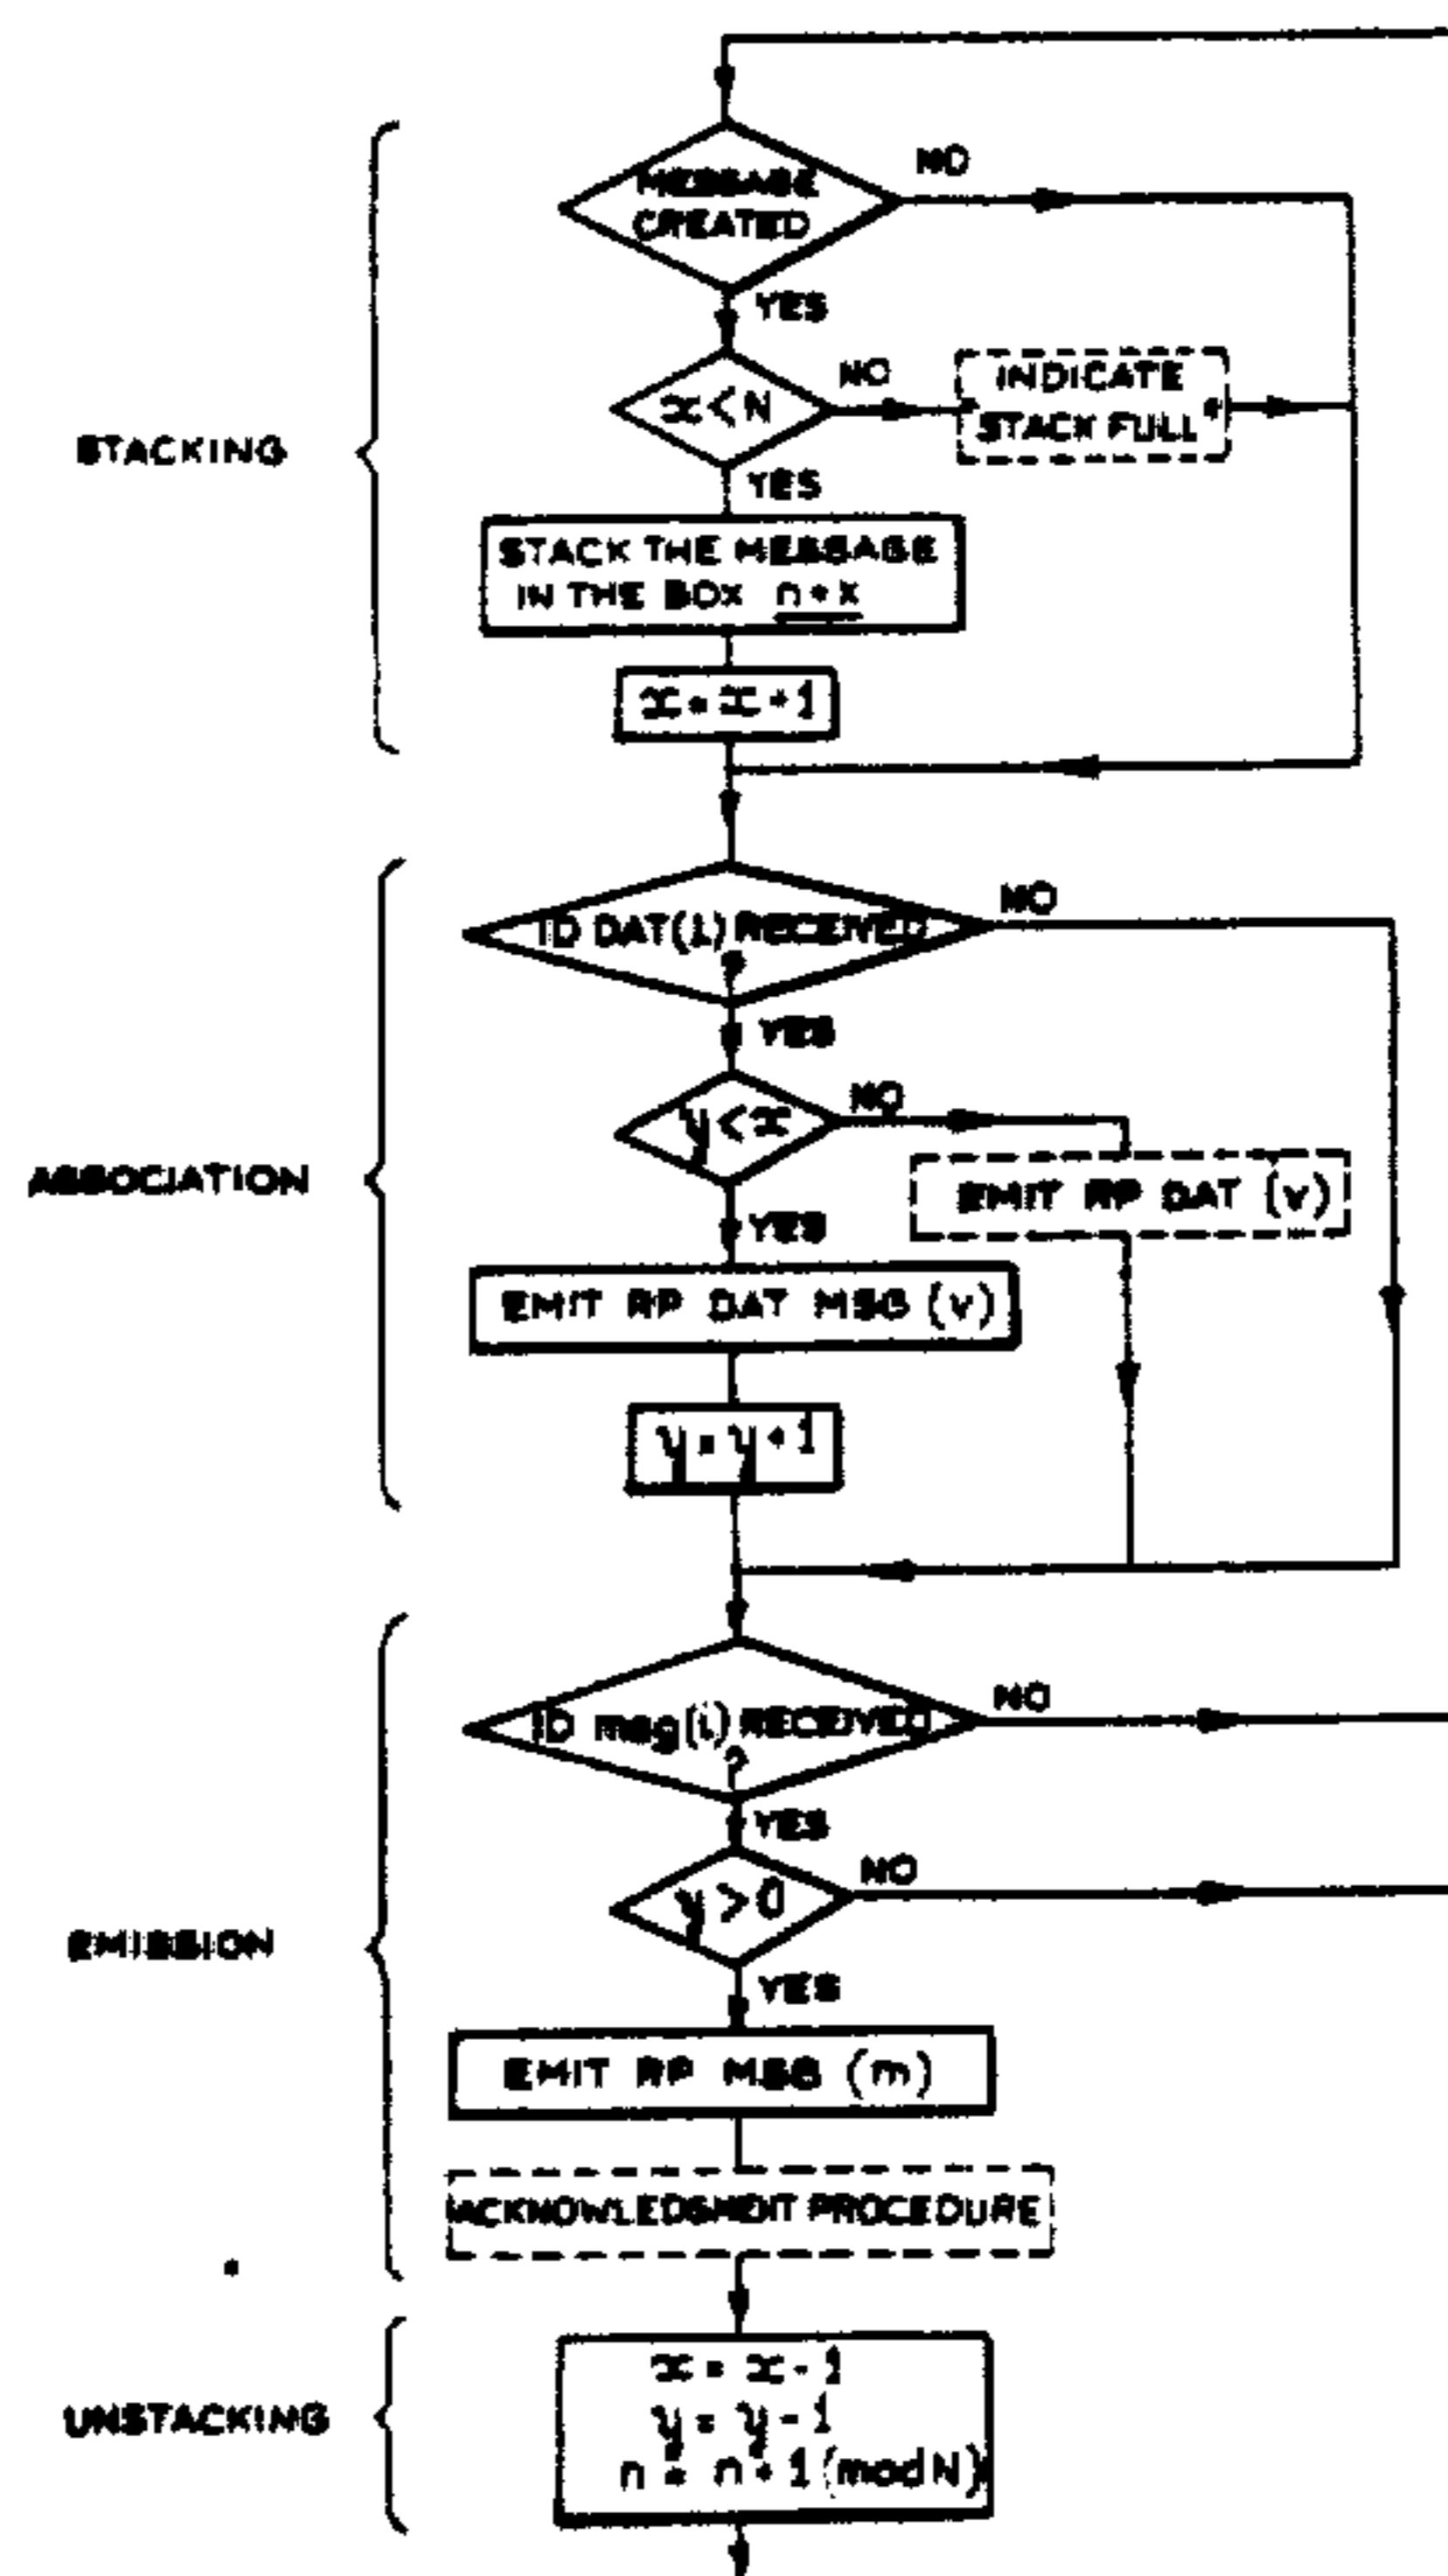 MESSAGE
CREATED
NO
YES
x < N
NO
INDICATE
"STACK FULL"
YES
STACKING
STACK THE MESSAGE
IN THE BOX n + x
x = x + 1
ID DAT(i) RECEIVED
?
NO
YES
y < x
NO
ASSOCIATION
EMIT RP DAT (v)
YES
EMIT RP DAT MSG (v)
y = y + 1
ID msg(i) RECEIVED
?
NO
YES
y > 0
NO
EMISSION
YES
EMIT RP MSG (m)
ACKNOWLEDGMENT PROCEDURE
UNSTACKING
x = x - 1
y = y - 1
n = n + 1 (mod N)